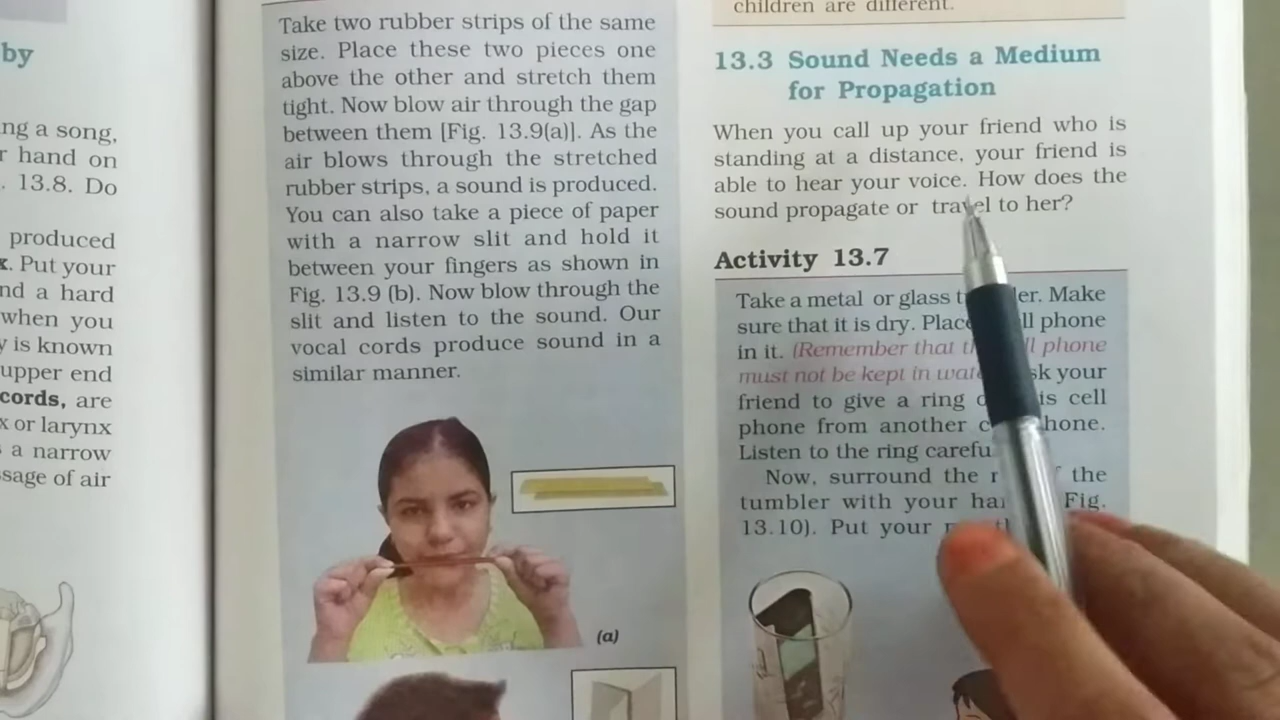 by
ng a song,
r hand on
. 13.8. Do
produced
x. Put your
nd a hard
when you
y is known
upper end
cords, are
x or larynx
a narrow
sage of air
Take two rubber strips of the same
size. Place these two pieces one
above the other and stretch them
tight. Now blow air through the gap
between them [Fig. 13.9(a)]. As the
air blows through the stretched
rubber strips, a sound is produced.
You can also take a piece of paper
with a narrow slit and hold it
between your fingers as shown in
Fig. 13.9 (b). Now blow through the
slit and listen to the sound. Our
vocal cords produce sound in a
similar manner.
(a)
children are different.
13.3 Sound Needs a Medium
for Propagation
When you call up your friend who is
standing at a distance, your friend is
able to hear your voice. How does the
sound propagate or travel to her?
Activity 13.7
Take a metal or glass t er. Make
sure that it is dry. Place ll phone
in it. (Remember that th ll phone
must not be kept in wat sk your
friend to give a ring o is cell
phone from another c hone.
Listen to the ring carefu
Now, surround the r f the
tumbler with your ha Fig.
13.10). Put your